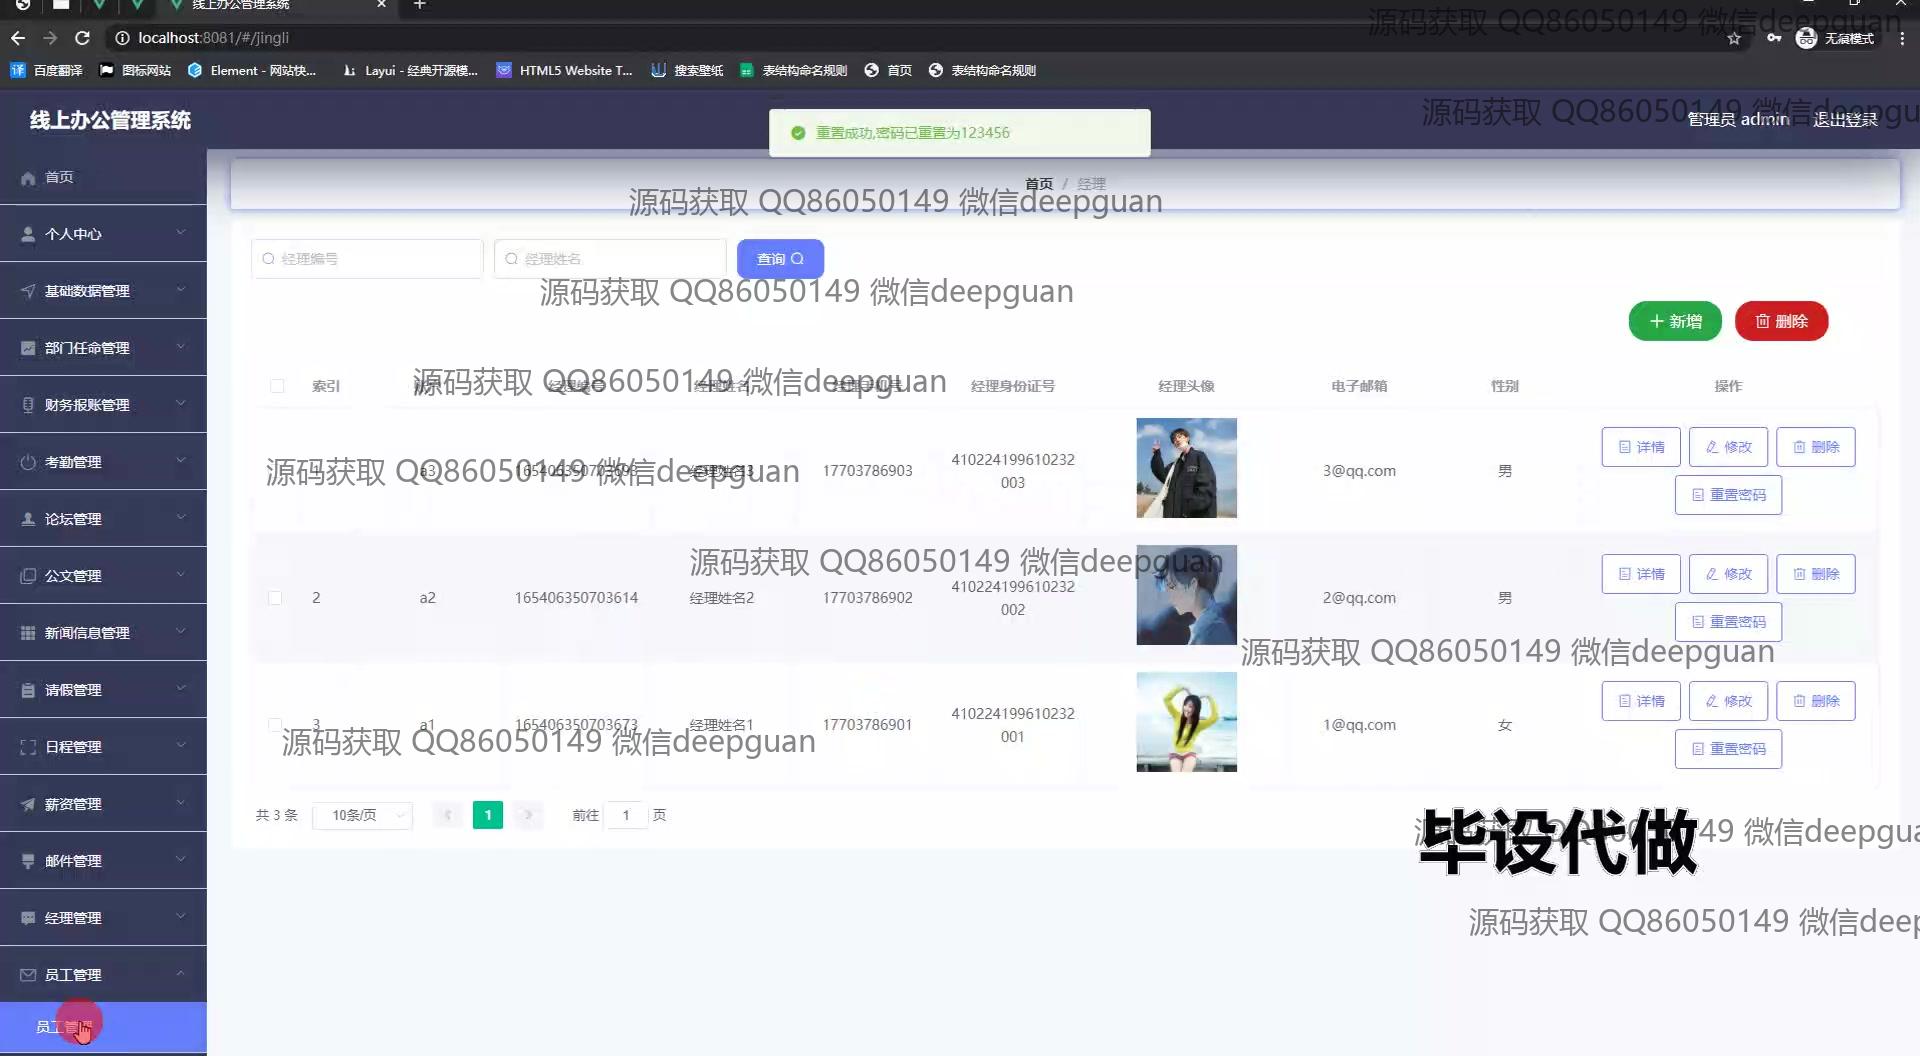 线上办公管理系统
localhost:8081/#/jingli
无痕模式
百度翻译
图标网站
Element - 网站快...
Layui - 经典开源模...
HTML5 Website T...
搜索壁纸
表结构命名规则
首页
表结构命名规则
源码获取 QQ86050149 微信deepguan
线上办公管理系统
重置成功,密码已重置为123456
源码获取 QQ86050149 微信deepgu
管理员 admin
退出登录
首页
个人中心
基础数据管理
部门任命管理
财务报账管理
考勤管理
论坛管理
公文管理
新闻信息管理
请假管理
日程管理
薪资管理
邮件管理
经理管理
员工管理
员工管理
首页 / 经理
源码获取 QQ86050149 微信deepguan
经理编号
经理姓名
查询
源码获取 QQ86050149 微信deepguan
新增
删除
索引 经理编号 经理姓名 经理手机号 经理身份证号 经理头像 电子邮箱 性别 操作
源码获取 QQ86050149 微信deepguan
a3 165406350703693 经理姓名3 17703786903 410224199610232003 3@qq.com 男
详情 修改 删除
重置密码
源码获取 QQ86050149 微信deepguan
源码获取 QQ86050149 微信deepguan
2 a2 165406350703614 经理姓名2 17703786902 410224199610232002 2@qq.com 男
详情 修改 删除
重置密码
源码获取 QQ86050149 微信deepguan
3 a1 165406350703673 经理姓名1 17703786901 410224199610232001 1@qq.com 女
详情 修改 删除
重置密码
源码获取 QQ86050149 微信deepguan
共 3 条
10条/页
1
前往 1 页
毕设代做
49 微信deepgua
源码获取 QQ86050149 微信deep